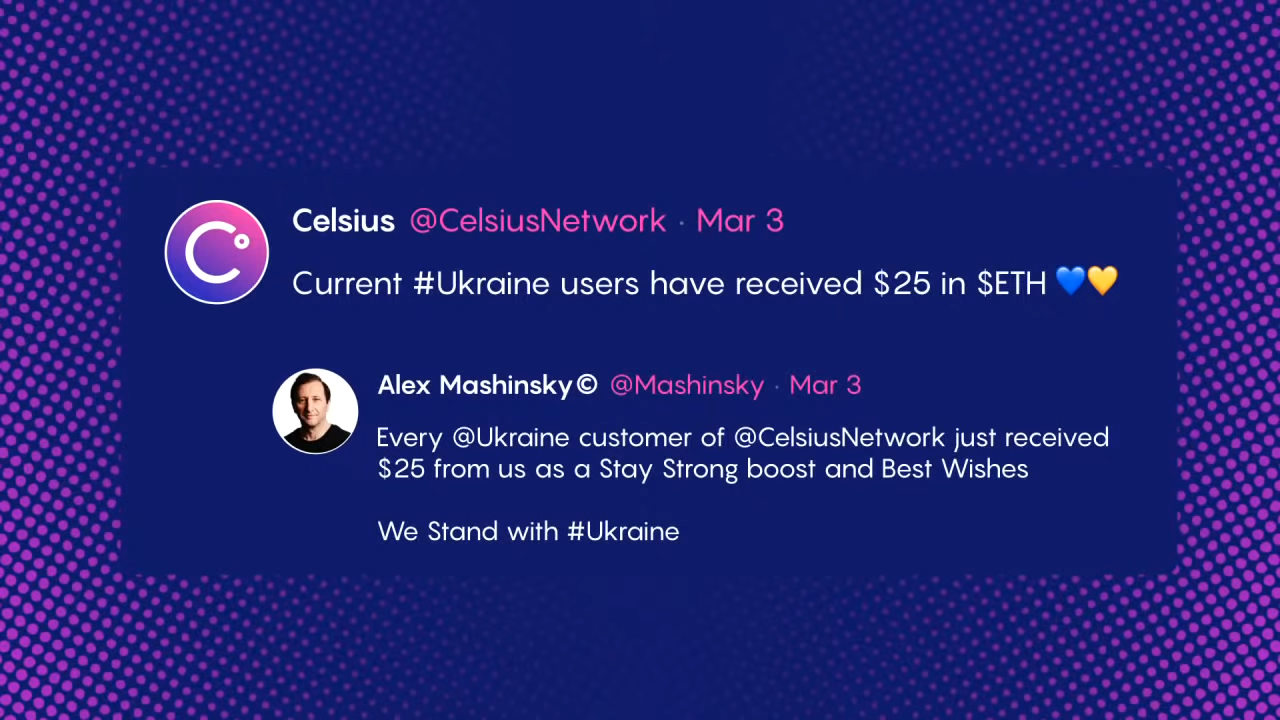 Celsius @CelsiusNetwork · Mar 3
Current #Ukraine users have received $25 in $ETH 💙💛
Alex Mashinsky© @Mashinsky · Mar 3
Every @Ukraine customer of @CelsiusNetwork just received
$25 from us as a Stay Strong boost and Best Wishes
We Stand with #Ukraine